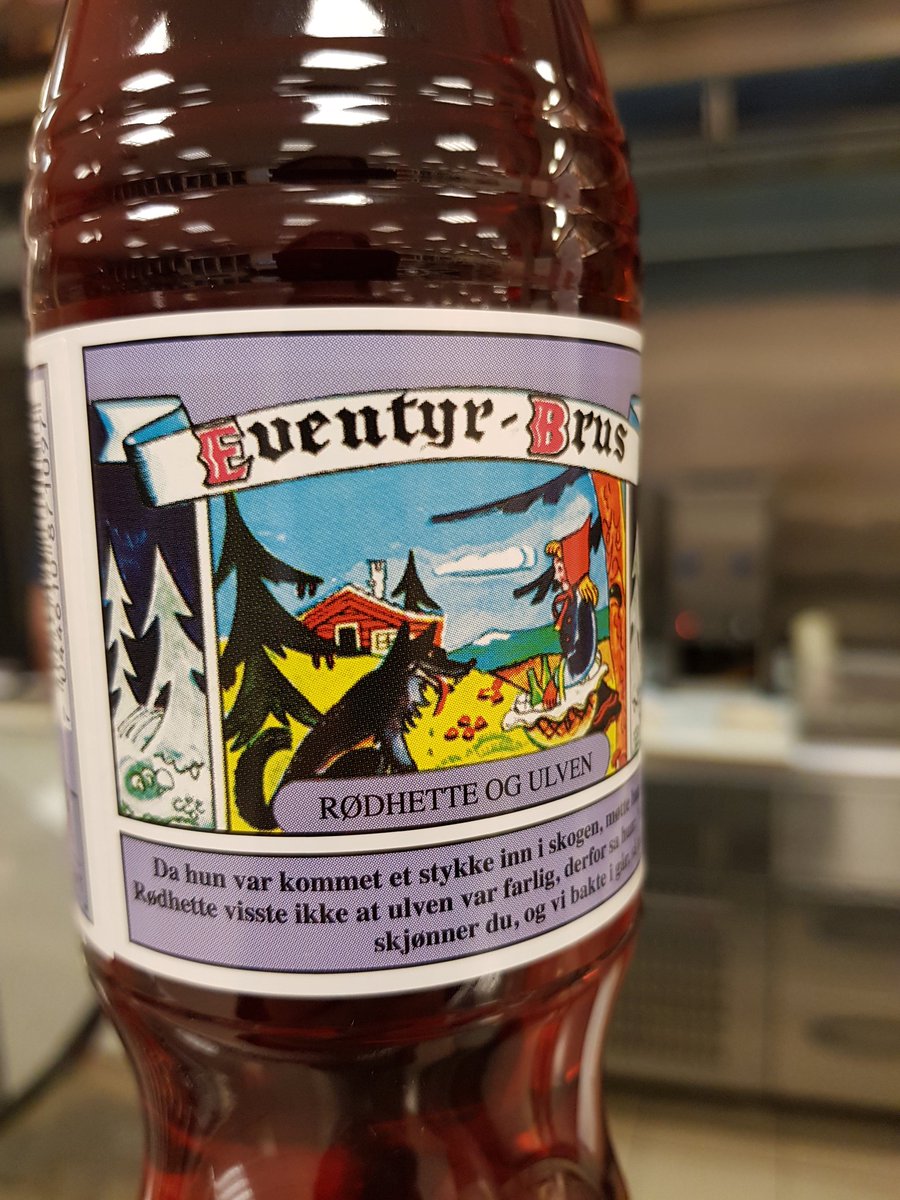 Eventyr-Brus
RØDHETTE OG ULVEN
Da hun var kommet et stykke inn i skogen, møtte
Rødhette visste ikke at ulven var farlig, derfor sa hun
skjønner du, og vi bakte i går,